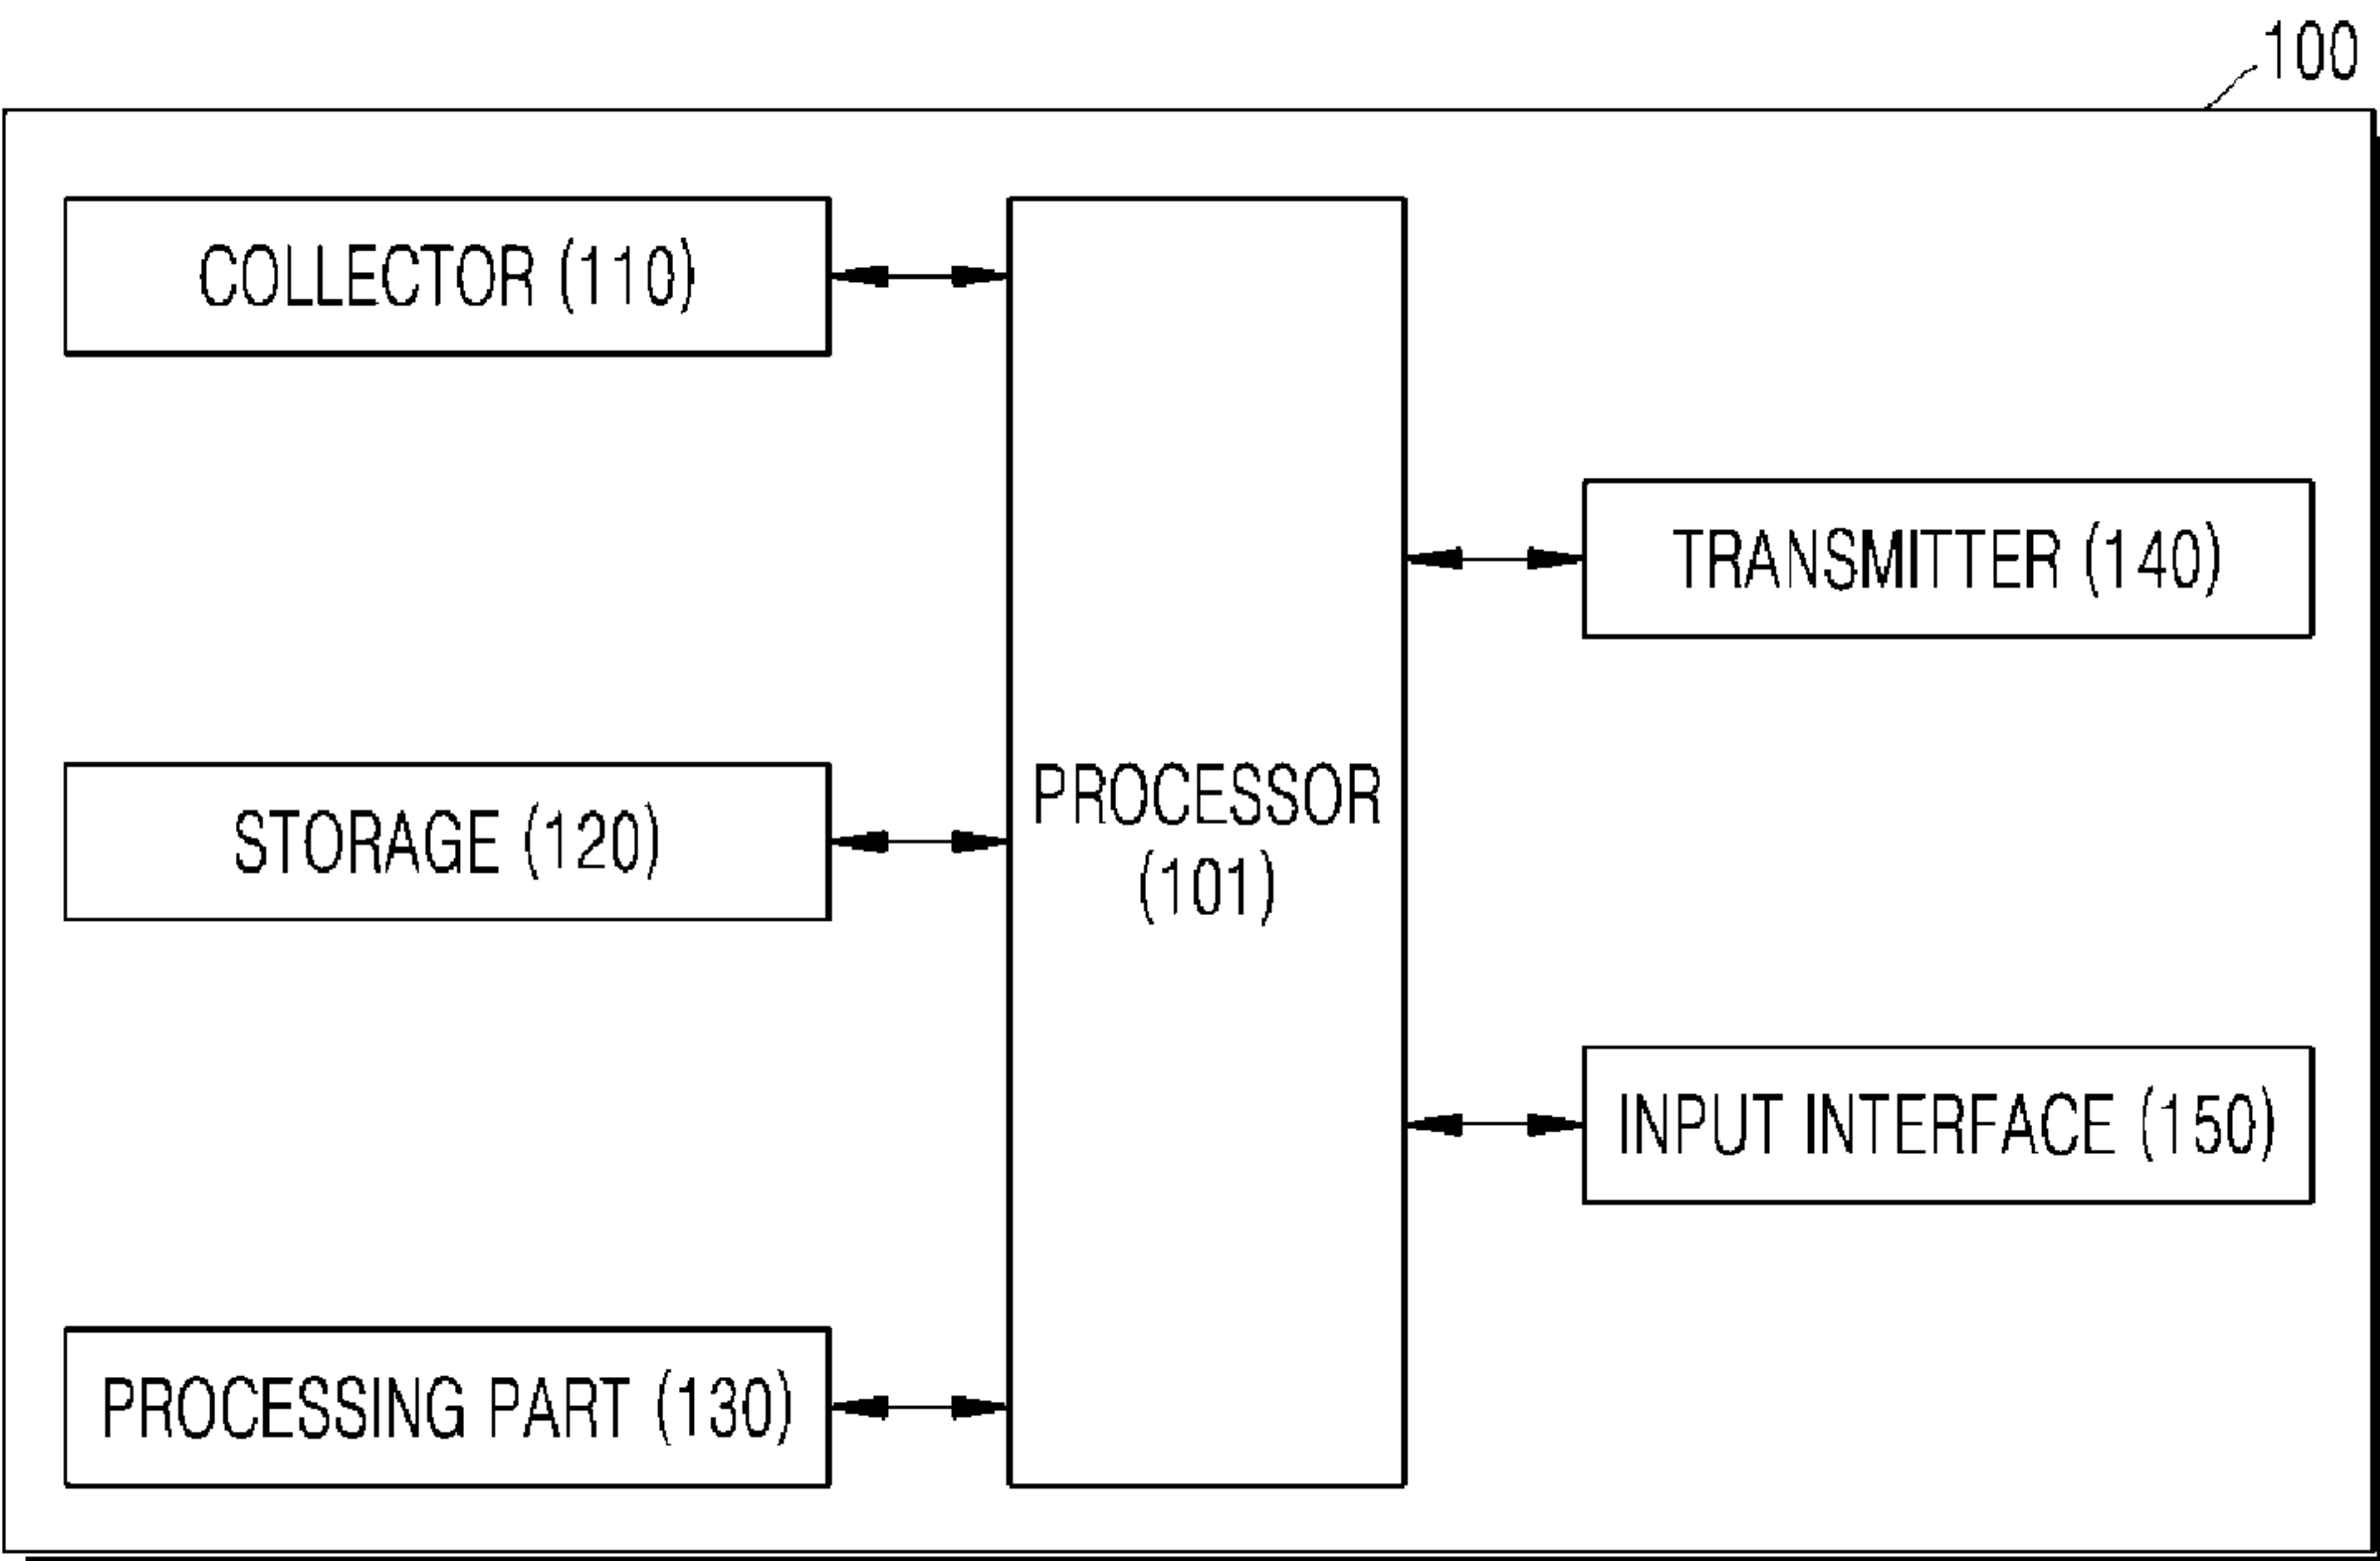 100
COLLECTOR (110)
TRANSMITTER (140)
STORAGE (120)
PROCESSOR
(101)
INPUT INTERFACE (150)
PROCESSING PART (130)